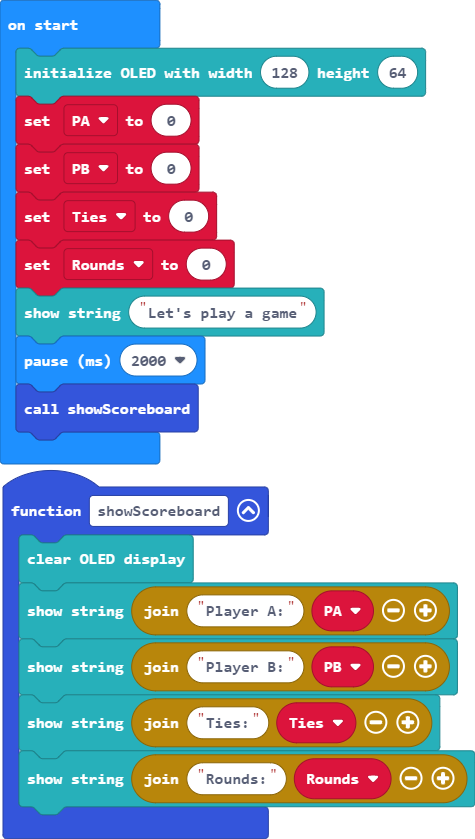 on start
initialize OLED with width 128 height 64
set PA to 0
set PB to 0
set Ties to 0
set Rounds to 0
show string "Let's play a game"
pause (ms) 2000
call showScoreboard
function showScoreboard
clear OLED display
show string join "Player A:" PA
show string join "Player B:" PB
show string join "Ties:" Ties
show string join "Rounds:" Rounds